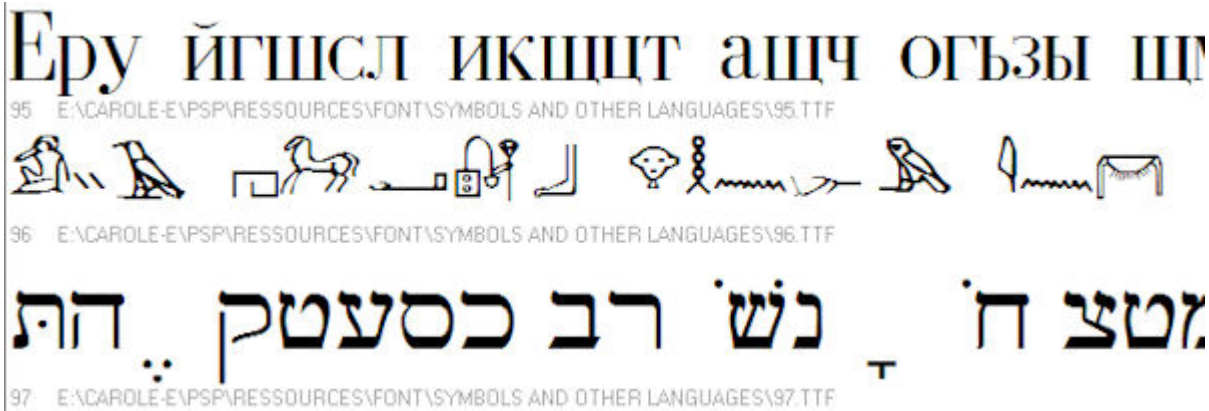 Еру йгшсл икщцт ащч огьзы щ
95 E:\CAROLE-E\PSP\RESSOURCES\FONT\SYMBOLS AND OTHER LANGUAGES\95.TTF
96 E:\CAROLE-E\PSP\RESSOURCES\FONT\SYMBOLS AND OTHER LANGUAGES\96.TTF
מטצ חֹ ָ נשׁ ֹ רב כסעטק ֶ התּ
97 E:\CAROLE-E\PSP\RESSOURCES\FONT\SYMBOLS AND OTHER LANGUAGES\97.TTF